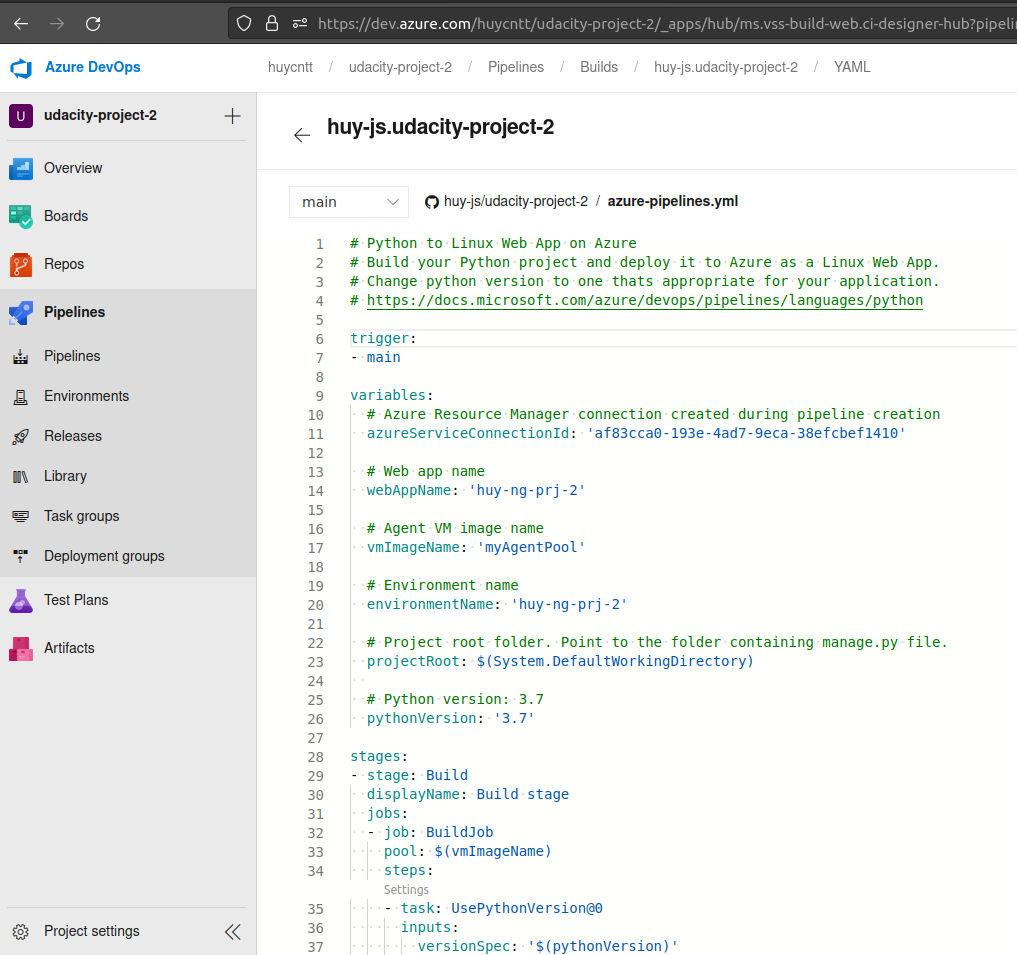 https://dev.azure.com/huycntt/udacity-project-2/_apps/hub/ms.vss-build-web.ci-designer-hub?pipeli
Azure DevOps
huycntt / udacity-project-2 / Pipelines / Builds / huy-js.udacity-project-2 / YAML
U udacity-project-2
Overview
Boards
Repos
Pipelines
Pipelines
Environments
Releases
Library
Task groups
Deployment groups
Test Plans
Artifacts
Project settings
huy-js.udacity-project-2
main
huy-js/udacity-project-2 / azure-pipelines.yml
1 # Python to Linux Web App on Azure
2 # Build your Python project and deploy it to Azure as a Linux Web App.
3 # Change python version to one thats appropriate for your application.
4 # https://docs.microsoft.com/azure/devops/pipelines/languages/python
5
6 trigger:
7 - main
8
9 variables:
10   # Azure Resource Manager connection created during pipeline creation
11   azureServiceConnectionId: 'af83cca0-193e-4ad7-9eca-38efcbef1410'
12
13   # Web app name
14   webAppName: 'huy-ng-prj-2'
15
16   # Agent VM image name
17   vmImageName: 'myAgentPool'
18
19   # Environment name
20   environmentName: 'huy-ng-prj-2'
21
22   # Project root folder. Point to the folder containing manage.py file.
23   projectRoot: $(System.DefaultWorkingDirectory)
24
25   # Python version: 3.7
26   pythonVersion: '3.7'
27
28 stages:
29 - stage: Build
30   displayName: Build stage
31   jobs:
32   - job: BuildJob
33     pool: $(vmImageName)
34     steps:
Settings
35     - task: UsePythonVersion@0
36       inputs:
37         versionSpec: '$(pythonVersion)'